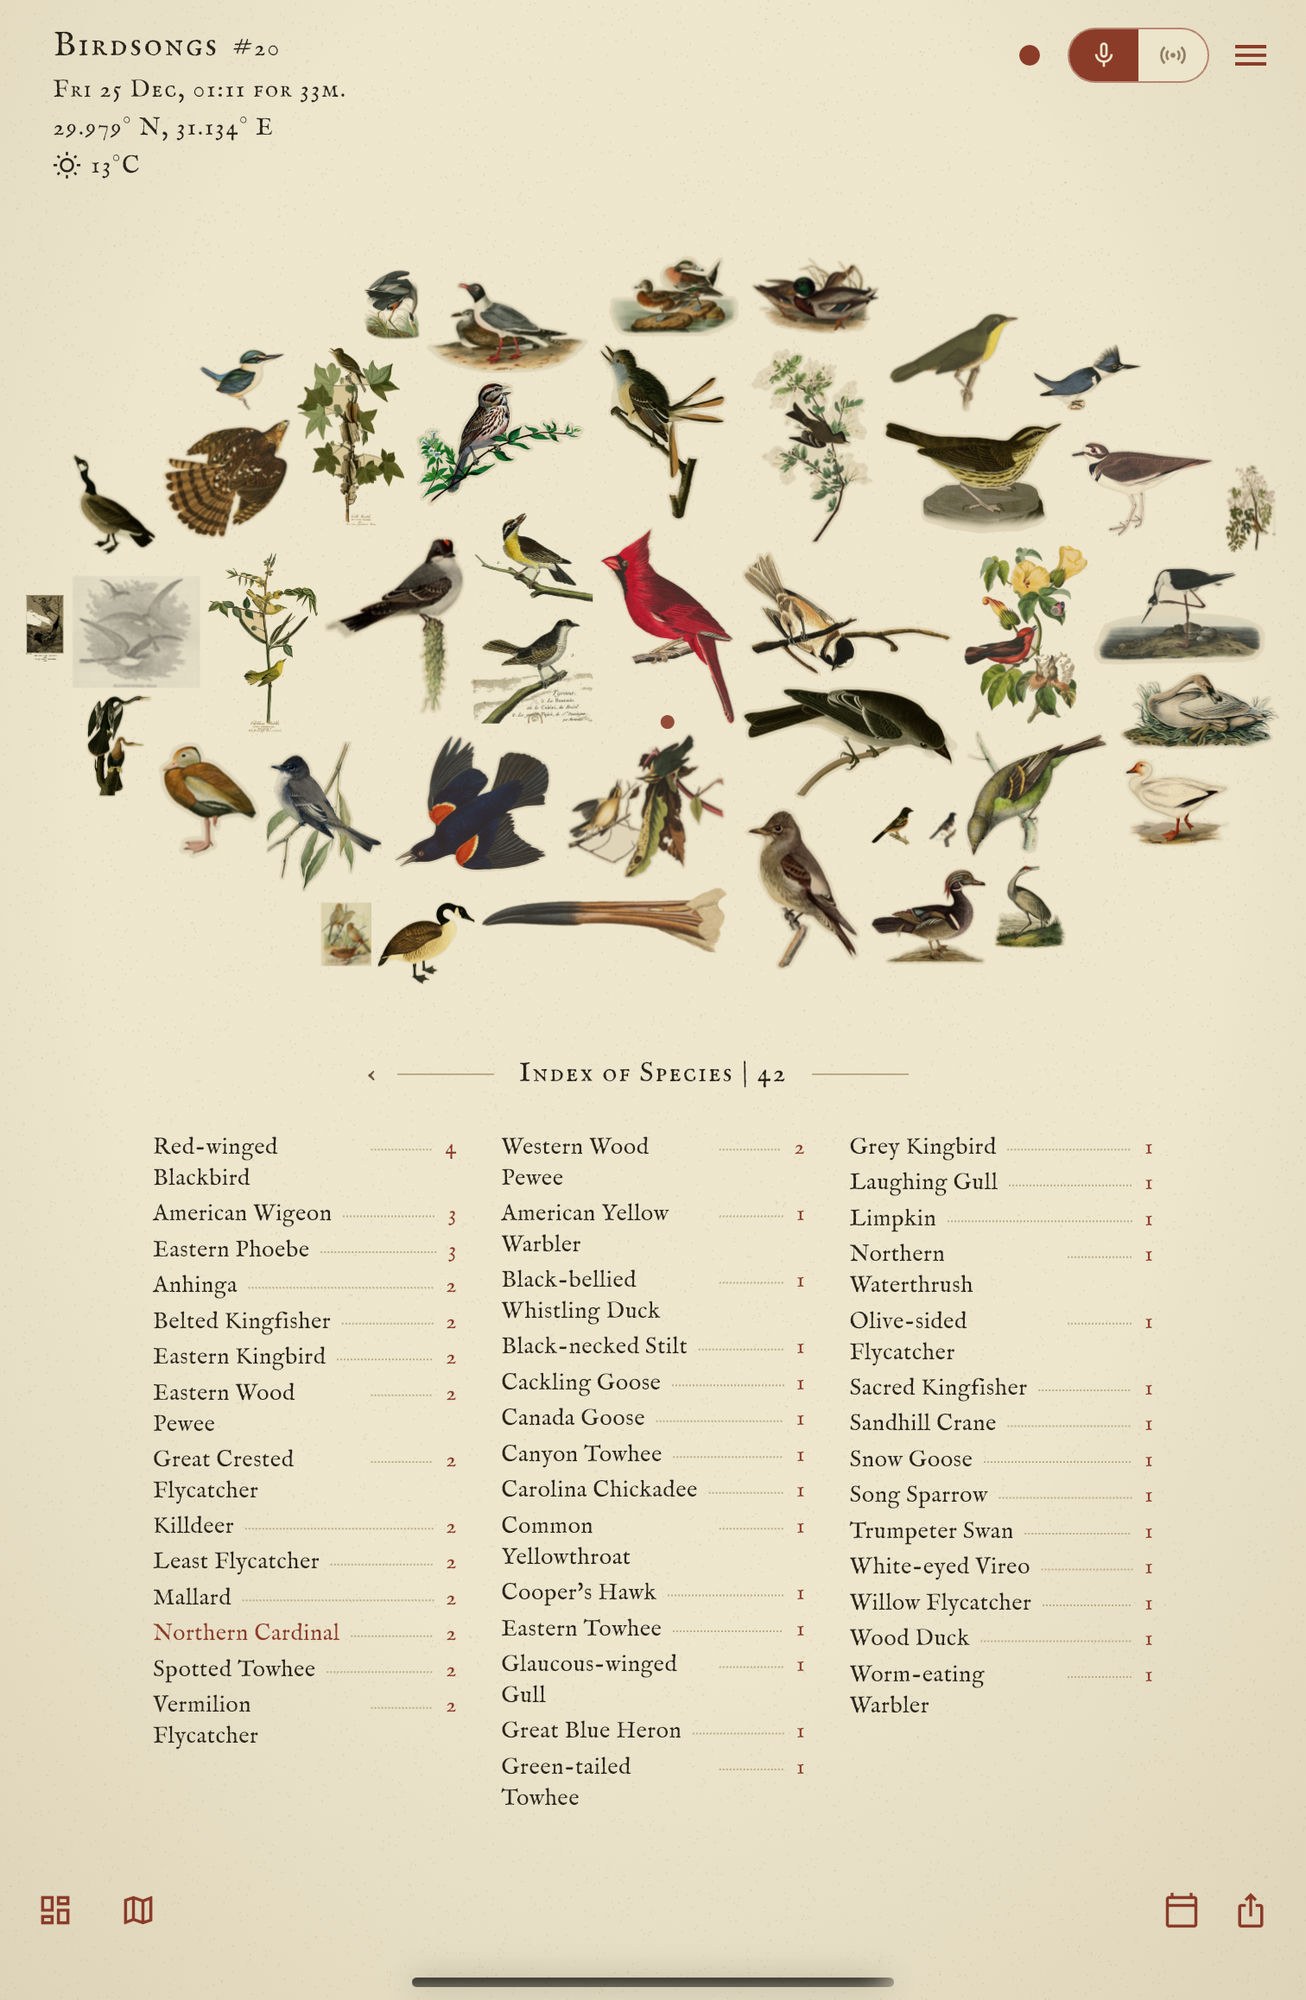 Birdsongs #20
Fri 25 Dec, 01:11 for 33m.
29.979° N, 31.134° E
13°C
Index of Species | 42
Red-winged Blackbird 4
American Wigeon 3
Eastern Phoebe 3
Anhinga 2
Belted Kingfisher 2
Eastern Kingbird 2
Eastern Wood Pewee 2
Great Crested Flycatcher 2
Killdeer 2
Least Flycatcher 2
Mallard 2
Northern Cardinal 2
Spotted Towhee 2
Vermilion Flycatcher 2
Western Wood Pewee 2
American Yellow Warbler 1
Black-bellied Whistling Duck 1
Black-necked Stilt 1
Cackling Goose 1
Canada Goose 1
Canyon Towhee 1
Carolina Chickadee 1
Common Yellowthroat 1
Cooper's Hawk 1
Eastern Towhee 1
Glaucous-winged Gull 1
Great Blue Heron 1
Green-tailed Towhee 1
Grey Kingbird 1
Laughing Gull 1
Limpkin 1
Northern Waterthrush 1
Olive-sided Flycatcher 1
Sacred Kingfisher 1
Sandhill Crane 1
Snow Goose 1
Song Sparrow 1
Trumpeter Swan 1
White-eyed Vireo 1
Willow Flycatcher 1
Wood Duck 1
Worm-eating Warbler 1